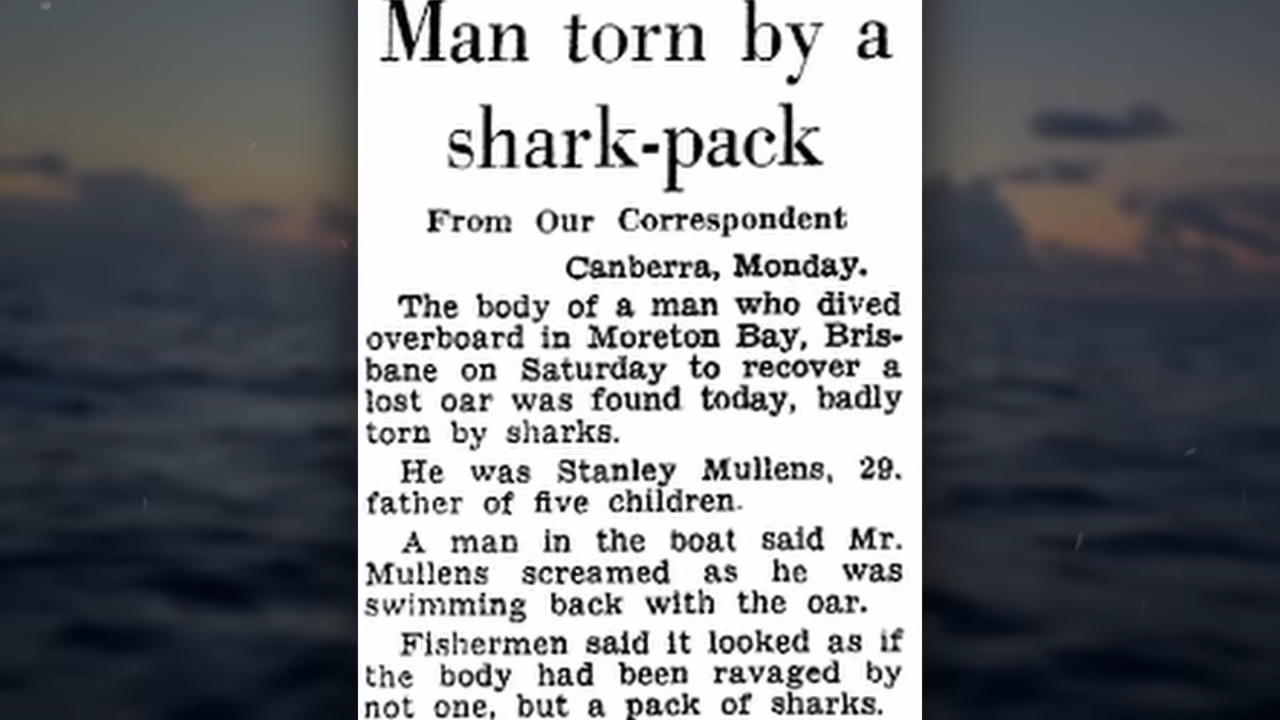 Man torn by a
shark-pack
From Our Correspondent
Canberra, Monday.
The body of a man who dived
overboard in Moreton Bay, Bris-
bane on Saturday to recover a
lost oar was found today, badly
torn by sharks.
He was Stanley Mullens, 29.
father of five children.
A man in the boat said Mr.
Mullens screamed as he was
swimming back with the oar.
Fishermen said it looked as if
the body had been ravaged by
not one, but a pack of sharks.